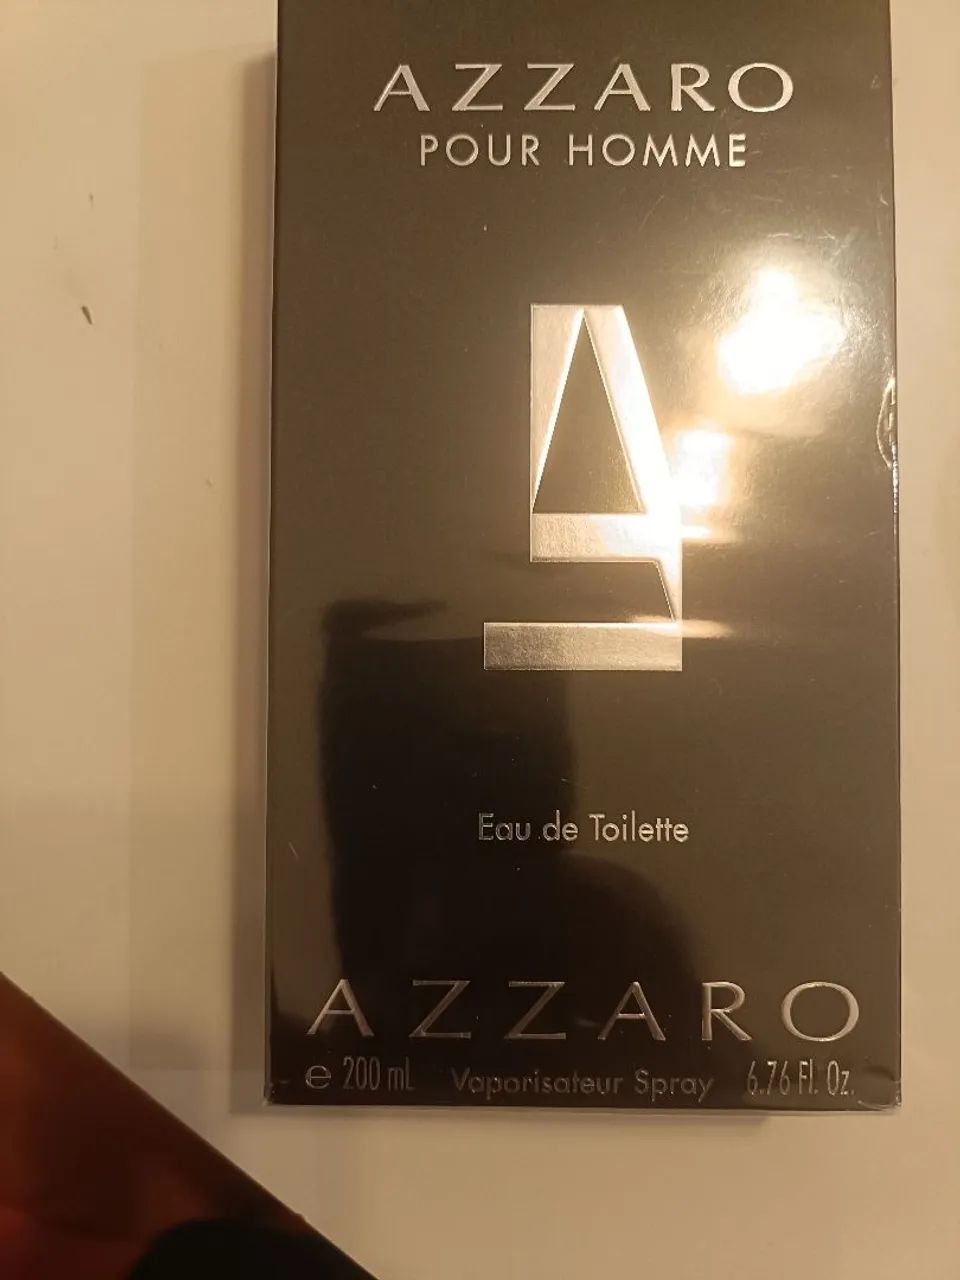 AZZARO
POUR HOMME
Eau de Toilette
AZZARO
e 200 mL Vaporisateur Spray 6.76 Fl. Oz.